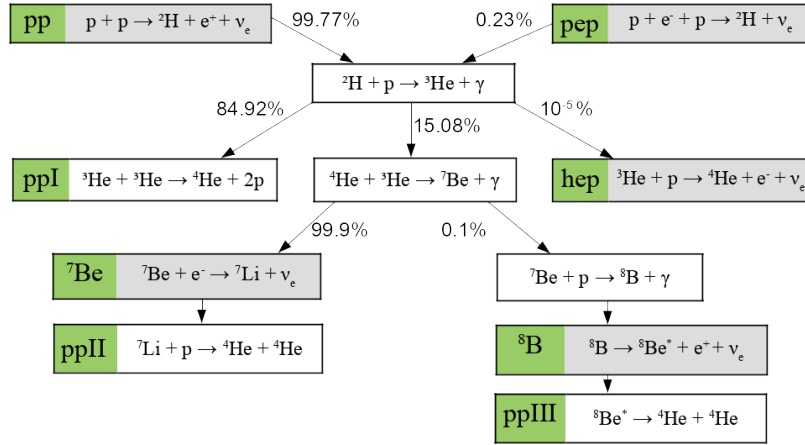 pp p + p → ²H + e⁺ + νₑ 99.77% 0.23% pep p + e⁻ + p → ²H + νₑ
²H + p → ³He + γ
84.92% 15.08% 10⁻⁵ %
ppI ³He + ³He → ⁴He + 2p
⁴He + ³He → ⁷Be + γ
hep ³He + p → ⁴He + e⁻ + νₑ
99.9% 0.1%
⁷Be ⁷Be + e⁻ → ⁷Li + νₑ
⁷Be + p → ⁸B + γ
ppII ⁷Li + p → ⁴He + ⁴He
⁸B ⁸B → ⁸Be* + e⁺ + νₑ
ppIII ⁸Be* → ⁴He + ⁴He